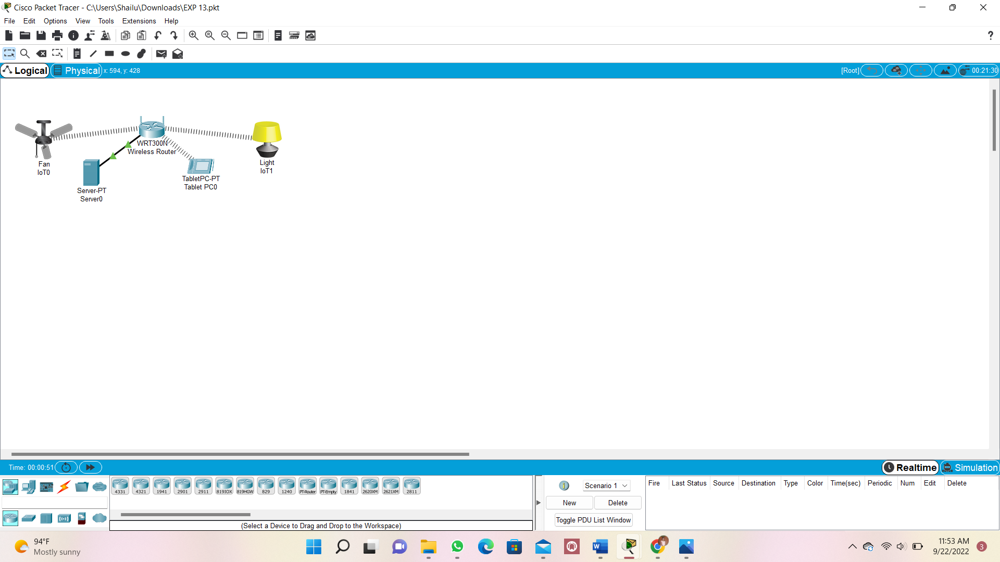 Cisco Packet Tracer - C:\Users\Shailu\Downloads\EXP 13.pkt
File Edit Options View Tools Extensions Help
?
Logical Physical x: 594, y: 428 [Root] 00:21:30
WRT300N
Wireless Router
Fan
IoT0
Light
IoT1
TabletPC-PT
Tablet PC0
Server-PT
Server0
Time: 00:00:51 Realtime Simulation
4331 4321 1941 2901 2911 819IOX 819HGW 829 1240 PT-Router PT-Empty 1841 2620XM 2621XM 2811
(Select a Device to Drag and Drop to the Workspace)
1 Scenario 1
New Delete
Toggle PDU List Window
Fire Last Status Source Destination Type Color Time(sec) Periodic Num Edit Delete
94°F
Mostly sunny
11:53 AM
9/22/2022
3